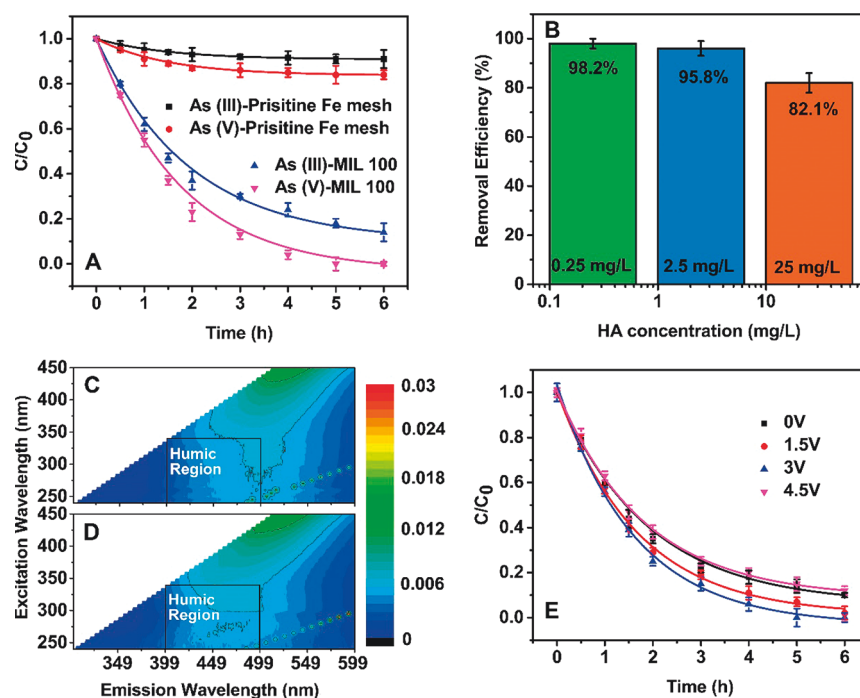 A
C/C0
1.0
0.8
0.6
0.4
0.2
0.0
As (III)-Prisitine Fe mesh
As (V)-Prisitine Fe mesh
As (III)-MIL 100
As (V)-MIL 100
0 1 2 3 4 5 6
Time (h)
B
Removal Efficiency (%)
100
80
60
40
20
0
98.2%
95.8%
82.1%
0.25 mg/L
2.5 mg/L
25 mg/L
0.1 1 10
HA concentration (mg/L)
Excitation Wavelength (nm)
C
450
400
350
300
250
Humic
Region
D
450
400
350
300
250
Humic
Region
349 399 449 499 549 599
Emission Wavelength (nm)
0.03
0.024
0.018
0.012
0.006
0
E
C/C0
1.0
0.8
0.6
0.4
0.2
0.0
0V
1.5V
3V
4.5V
0 1 2 3 4 5 6
Time (h)